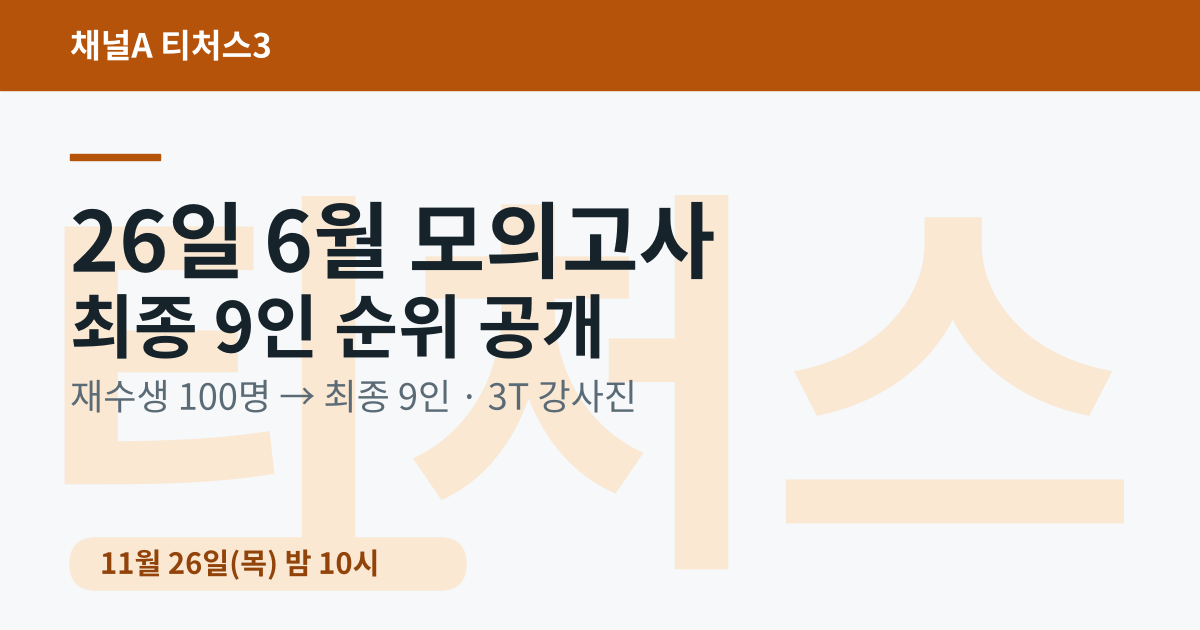 채널A 티처스3
26일 6월 모의고사
최종 9인 순위 공개
재수생 100명 → 최종 9인 · 3T 강사진
티처스
11월 26일(목) 밤 10시